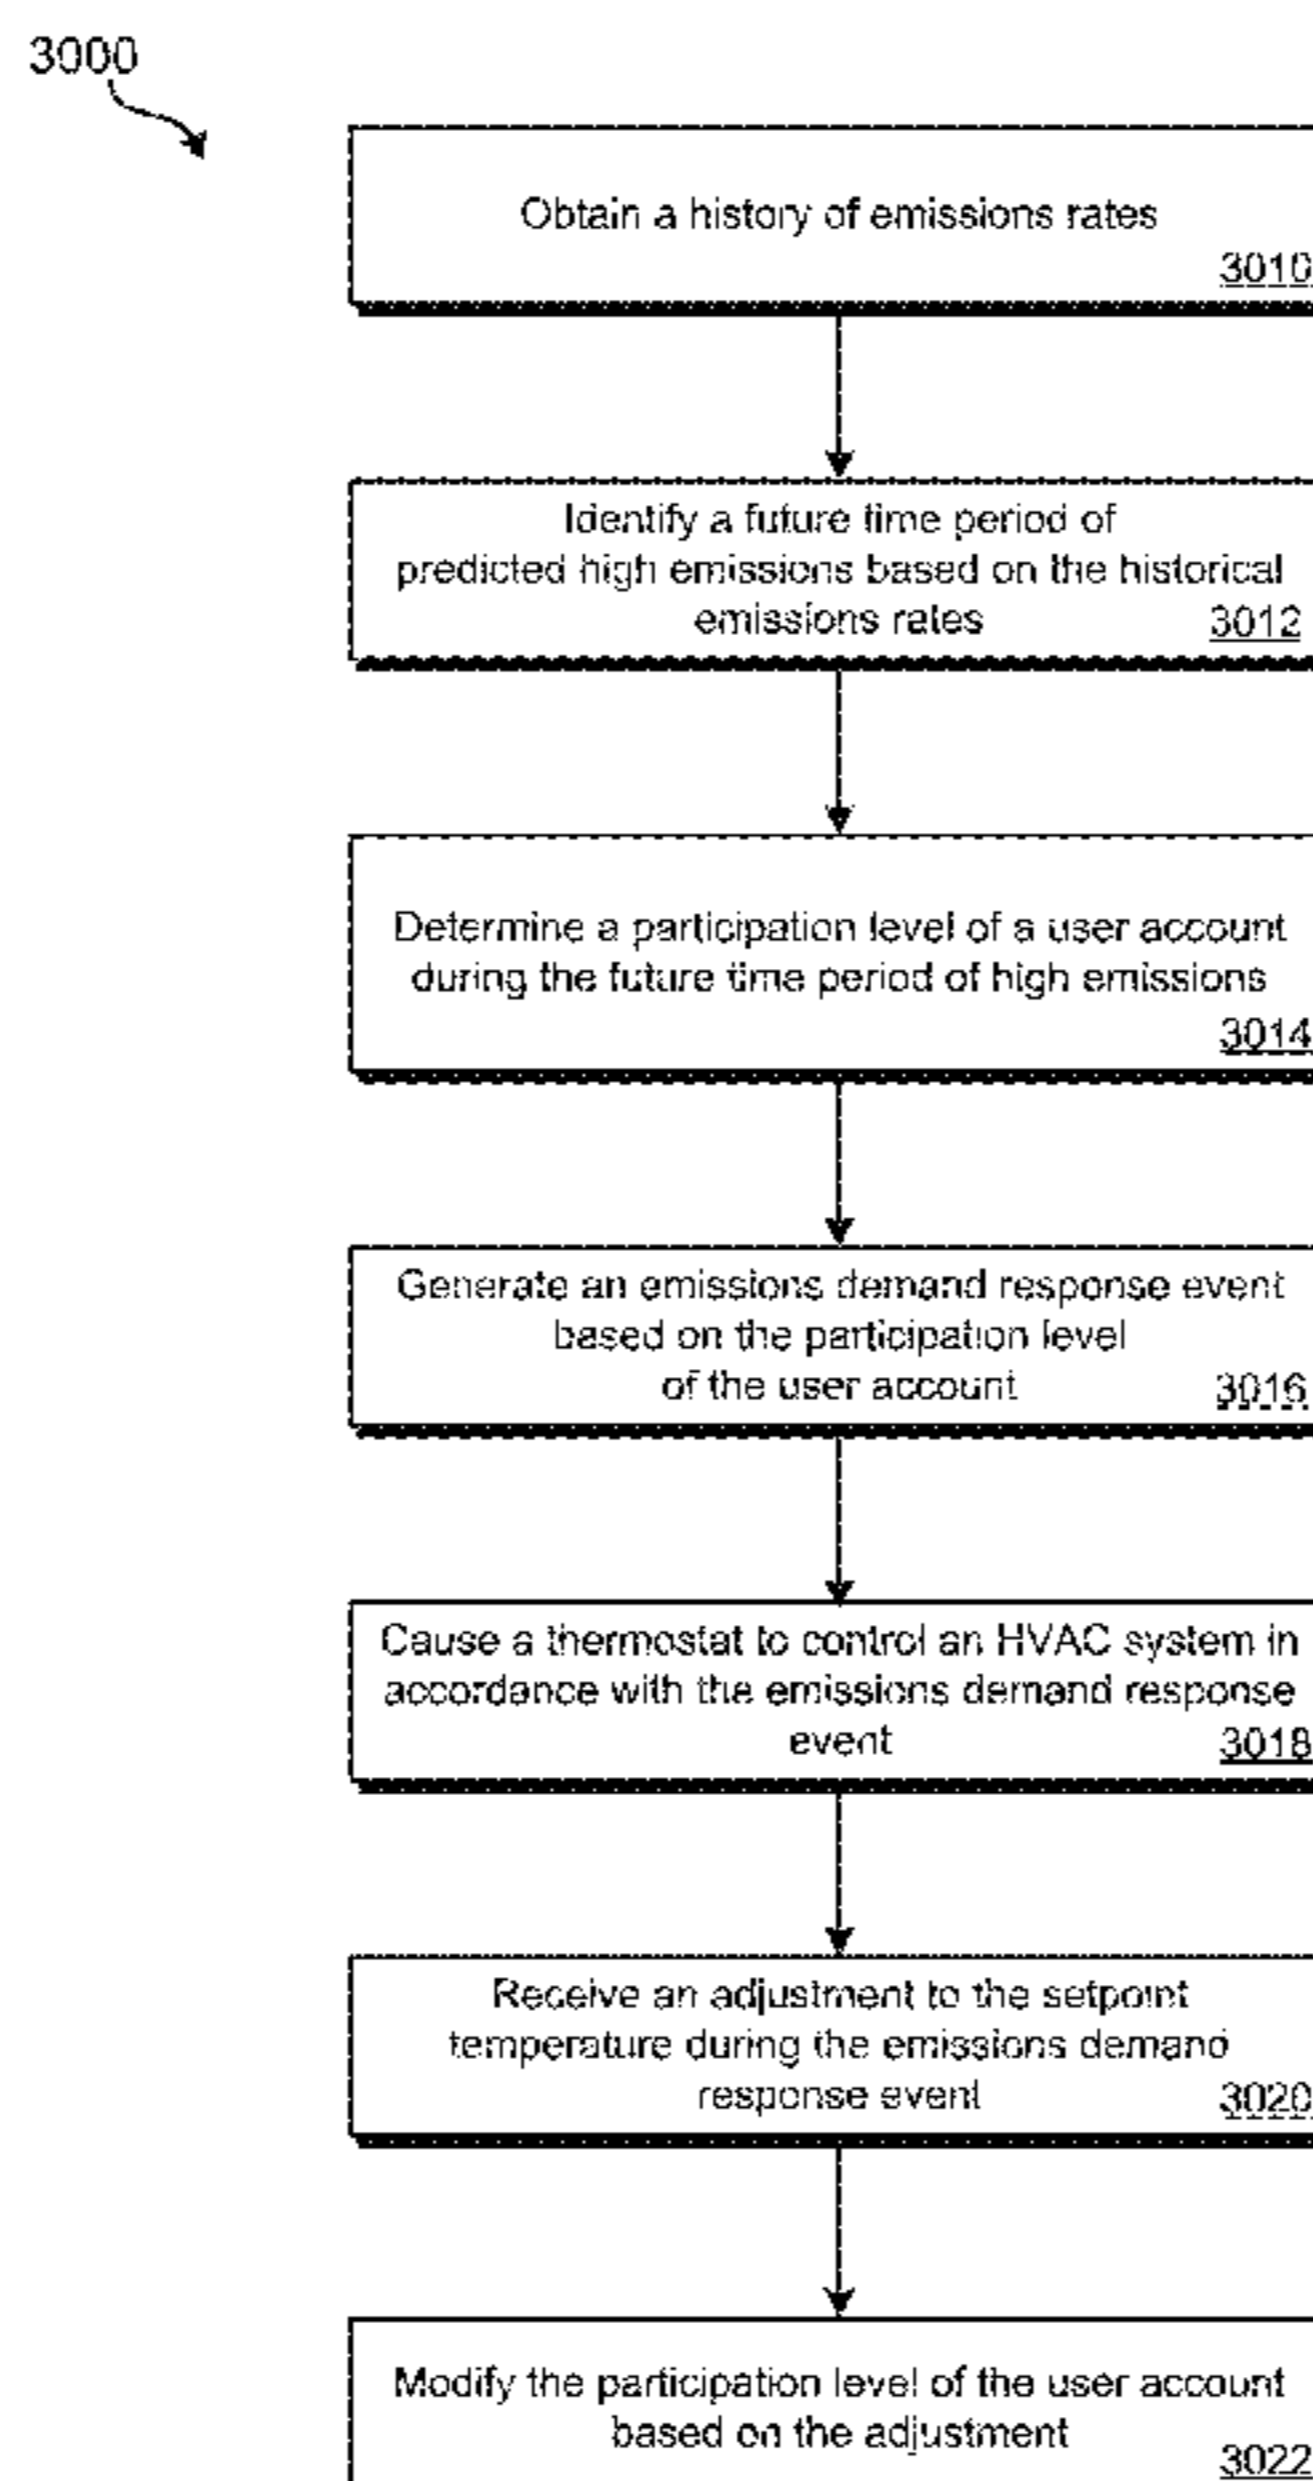 3000
Obtain a history of emissions rates
3010
Identify a future time period of
predicted high emissions based on the historical
emissions rates 3012
Determine a participation level of a user account
during the future time period of high emissions
3014
Generate an emissions demand response event
based on the participation level
of the user account 3016
Cause a thermostat to control an HVAC system in
accordance with the emissions demand response
event 3018
Receive an adjustment to the setpoint
temperature during the emissions demand
response event 3020
Modify the participation level of the user account
based on the adjustment
3022